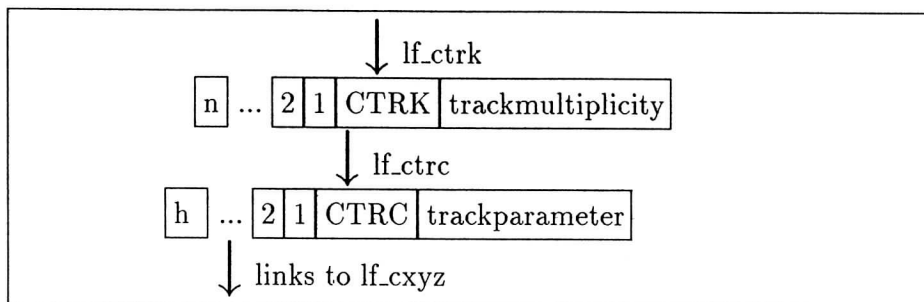 lf_ctrk
n ... 2 1 CTRK trackmultiplicity
lf_ctrc
h ... 2 1 CTRC trackparameter
links to lf_cxyz